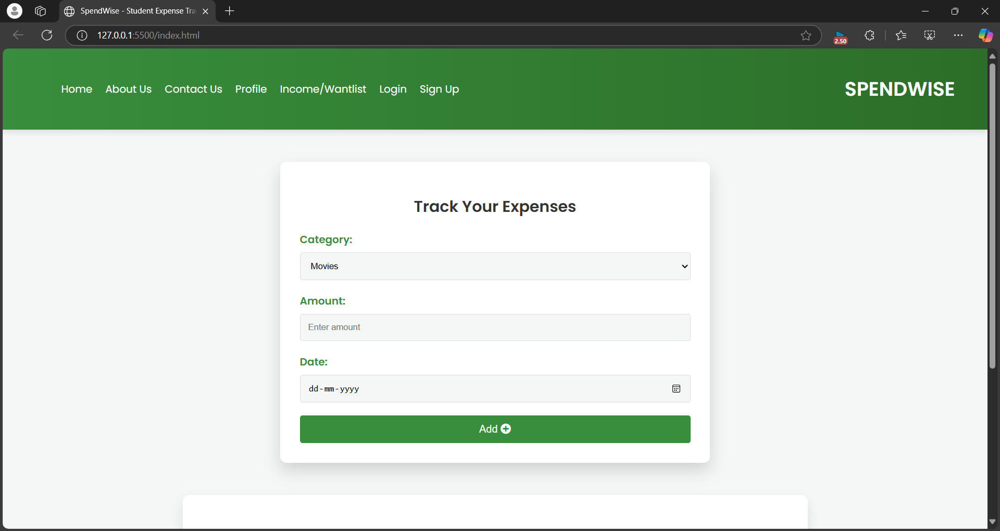 SpendWise - Student Expense Tra
127.0.0.1:5500/index.html
2.50
Home About Us Contact Us Profile Income/Wantlist Login Sign Up
SPENDWISE
Track Your Expenses
Category:
Movies
Amount:
Enter amount
Date:
dd-mm-yyyy
Add